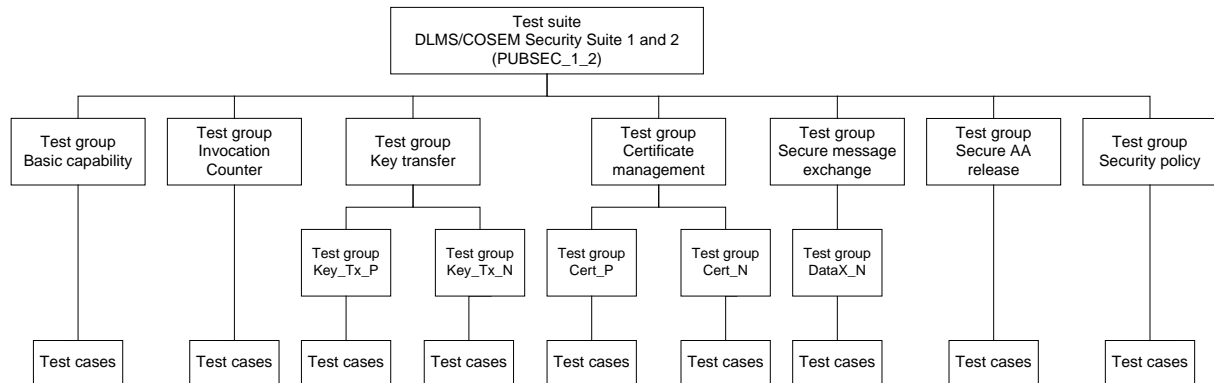 Test suite
DLMS/COSEM Security Suite 1 and 2
(PUBSEC_1_2)
Test group
Basic capability
Test group
Invocation
Counter
Test group
Key transfer
Test group
Certificate
management
Test group
Secure message
exchange
Test group
Secure AA
release
Test group
Security policy
Test group
Key_Tx_P
Test group
Key_Tx_N
Test group
Cert_P
Test group
Cert_N
Test group
DataX_N
Test cases
Test cases
Test cases
Test cases
Test cases
Test cases
Test cases
Test cases
Test cases